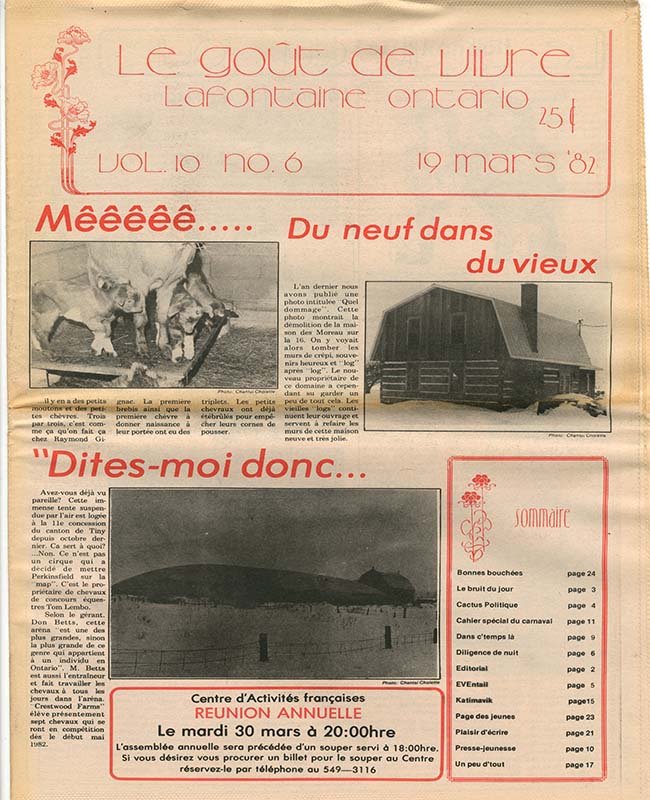 Le goût de vivre
Lafontaine ontario
25¢
VOL. 10 no. 6 19 mars '82
Mêêêêê.....
Photo: Chantal Cholette
...il y en a des petits
moutons et des peti-
tes chèvres. Trois
par trois, c'est com-
me ça qu'on fait ça
chez Raymond Gi-
gnac. La première
brebis ainsi que la
première chèvre à
donner naissance à
leur portée ont eu des
triplets. Les petits
chevraux ont déjà
étébrûlés pour empê-
cher leurs cornes de
pousser.
Du neuf dans
du vieux
L'an dernier nous
avons publié une
photo intitulée "Quel
dommage". Cette
photo montrait la
démolition de la mai-
son des Moreau sur
la 16. On y voyait
alors tomber les
murs de crépi, souve-
nirs heureux et "log"
après "log". Le nou-
veau propriétaire de
ce domaine a cepen-
dant su garder un
peu de tout cela. Les
vieilles "logs" conti-
nuent leur ouvrage et
servent à refaire les
murs de cette maison
neuve et très jolie.
Photo: Chantal Cholette
"Dites-moi donc...
Avez-vous déjà vu
pareille? Cette im-
mense tente suspen-
due par l'air est logée
à la 11e concession
du canton de Tiny
depuis octobre der-
nier. Ca sert à quoi?
...Non. Ce n'est pas
un cirque qui a
décidé de mettre
Perkinsfield sur la
"map". C'est le pro-
priétaire de chevaux
de concours éques-
tres Tom Lembo.
Selon le gérant,
Don Betts, cette
arena "est une des
plus grandes, sinon
la plus grande de ce
genre qui appartient
à un individu en
Ontario". M. Betts
est aussi l'entraîneur
et fait travailler les
chevaux à tous les
jours dans l'aréna.
"Crestwood Farms"
élève présentement
sept chevaux qui se
ront en compétition
dès le début mai
1982.
Photo: Chantal Cholette
Centre d'Activités françaises
REUNION ANNUELLE
Le mardi 30 mars à 20:00hre
L'assemblée annuelle sera précédée d'un souper servi à 18:00hre.
Si vous désirez vous procurer un billet pour le souper au Centre
réservez-le par téléphone au 549—3116
sommaire
Bonnes bouchées page 24
Le bruit du jour page 3
Cactus Politique page 4
Cahier spécial du carnaval page 11
Dans c'temps là page 9
Diligence de nuit page 6
Editorial page 2
EVEntail page 5
Katimavik page15
Page des jeunes page 23
Plaisir d'écrire page 21
Presse-jeunesse page 10
Un peu d'tout page 17